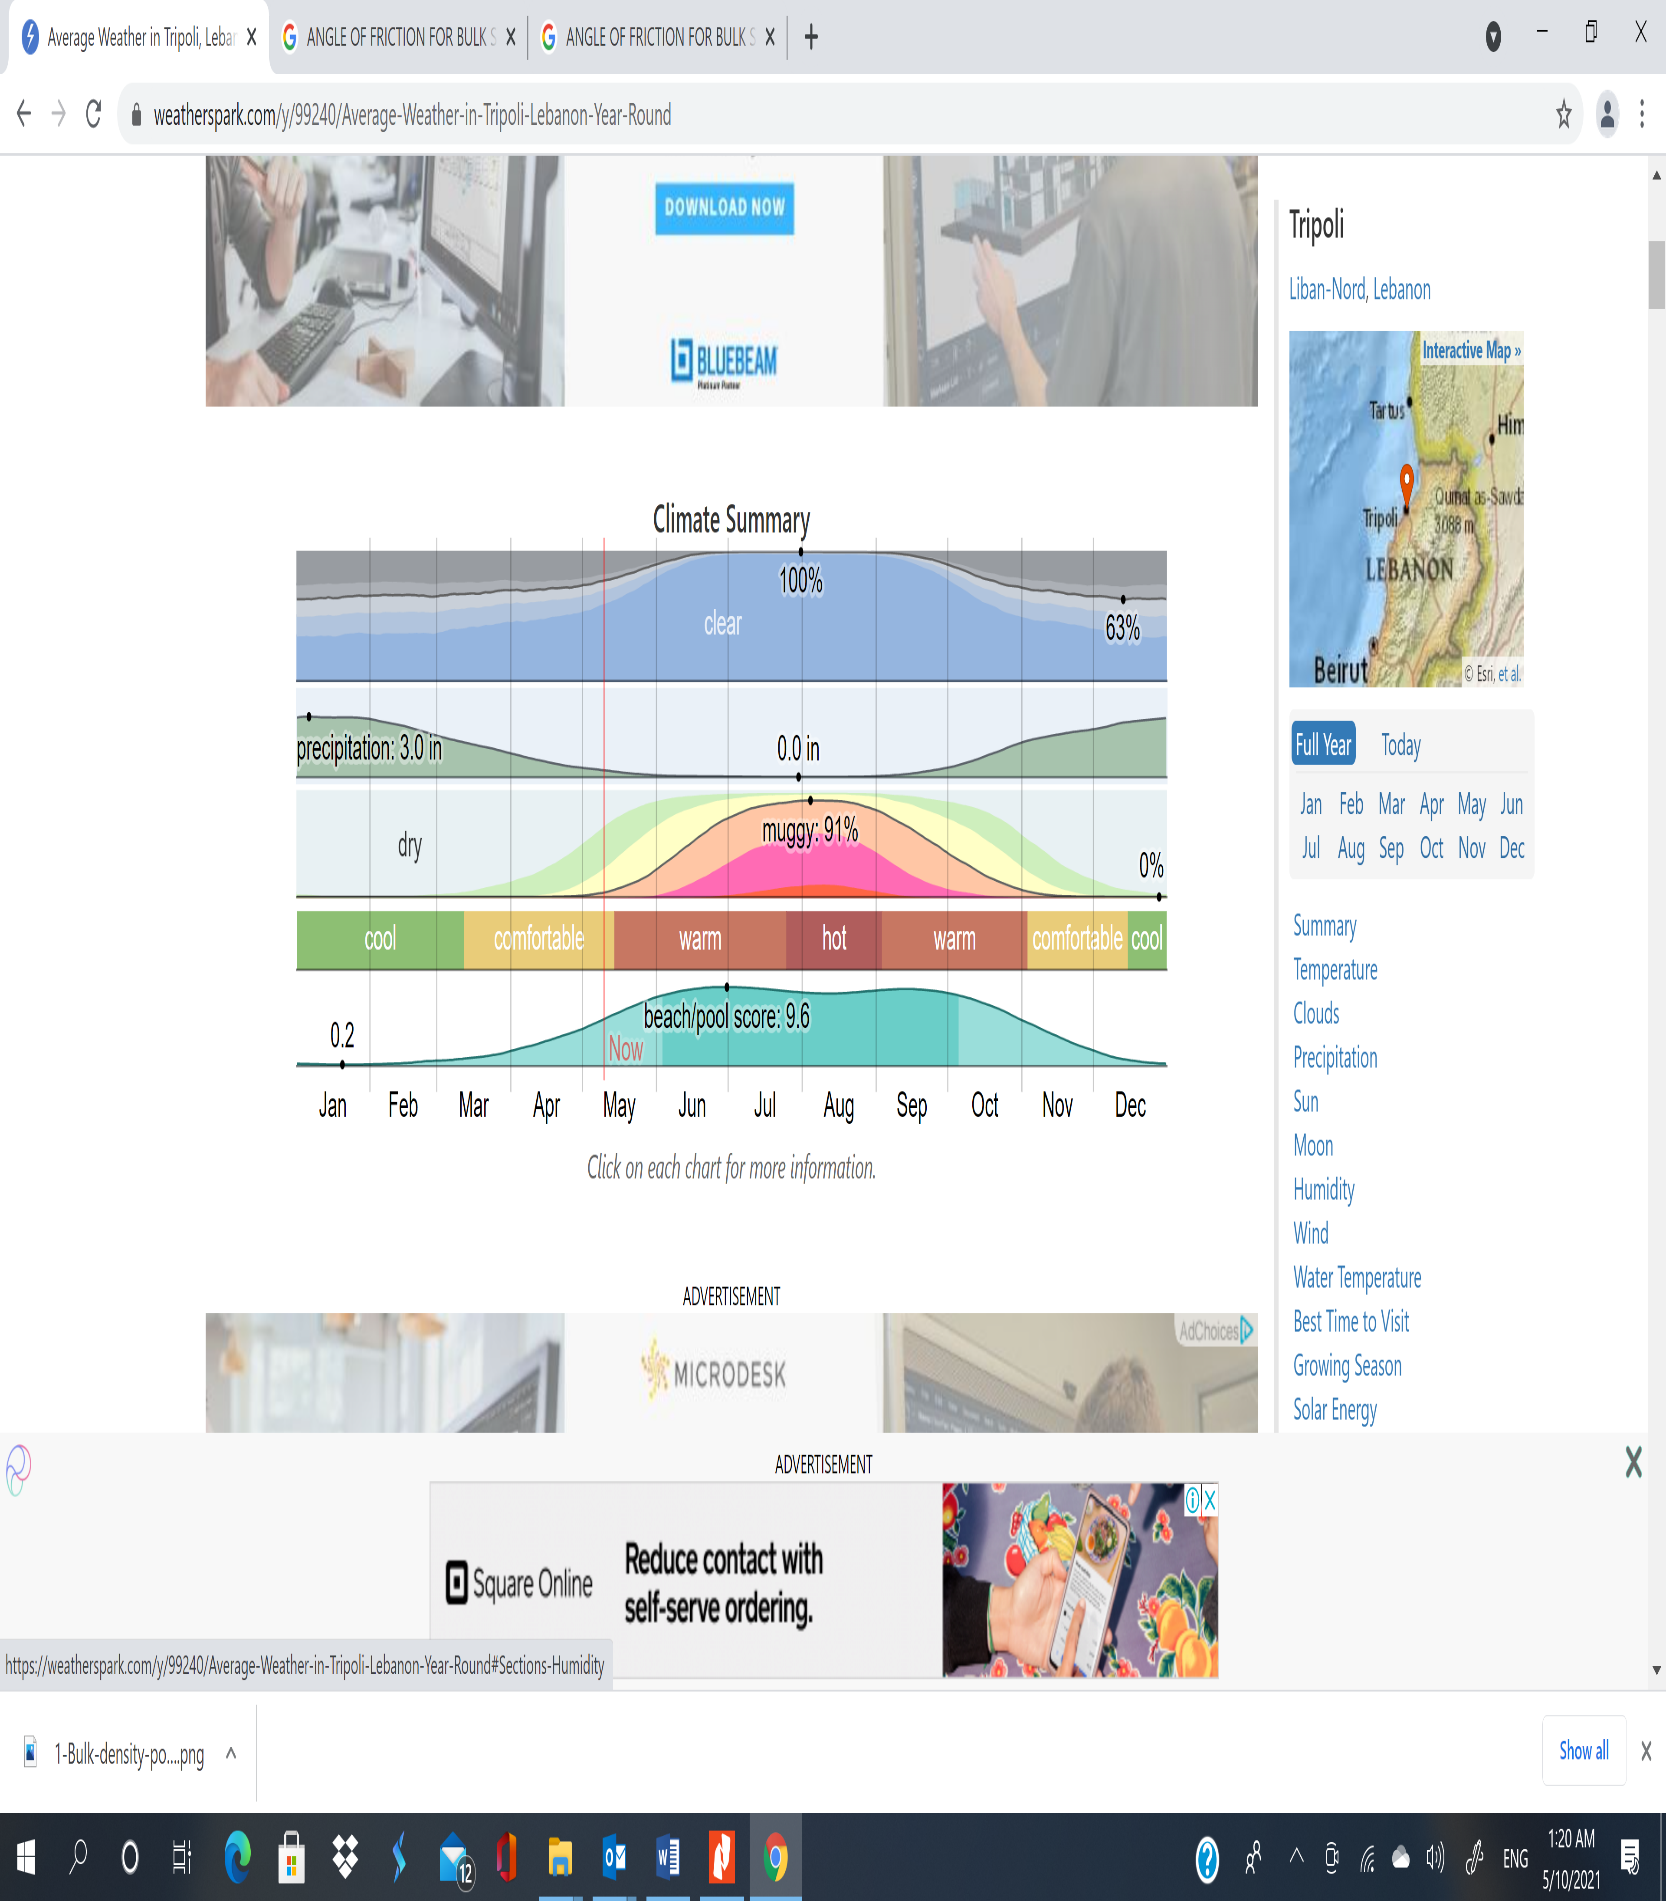 Average Weather in Tripoli, Leba
ANGLE OF FRICTION FOR BULK S
ANGLE OF FRICTION FOR BULK S
weatherspark.com/y/99240/Average-Weather-in-Tripoli-Lebanon-Year-Round
DOWNLOAD NOW
BLUEBEAM
Platinum Partner
Tripoli
Liban-Nord, Lebanon
Interactive Map »
Tartus
Him
Qurnat as-Sawda
3088 m
Tripoli
LEBANON
Beirut
© Esri, et al.
Climate Summary
100%
clear
63%
precipitation: 3.0 in
0.0 in
dry
muggy: 91%
0%
cool
comfortable
warm
hot
warm
comfortable
cool
0.2
beach/pool score: 9.6
Now
Jan Feb Mar Apr May Jun Jul Aug Sep Oct Nov Dec
Click on each chart for more information.
Full Year Today
Jan Feb Mar Apr May Jun
Jul Aug Sep Oct Nov Dec
Summary
Temperature
Clouds
Precipitation
Sun
Moon
Humidity
Wind
Water Temperature
Best Time to Visit
Growing Season
Solar Energy
ADVERTISEMENT
AdChoices
MICRODESK
ADVERTISEMENT
Square Online
Reduce contact with
self-serve ordering.
https://weatherspark.com/y/99240/Average-Weather-in-Tripoli-Lebanon-Year-Round#Sections-Humidity
1-Bulk-density-po....png
Show all
12
ENG
1:20 AM
5/10/2021